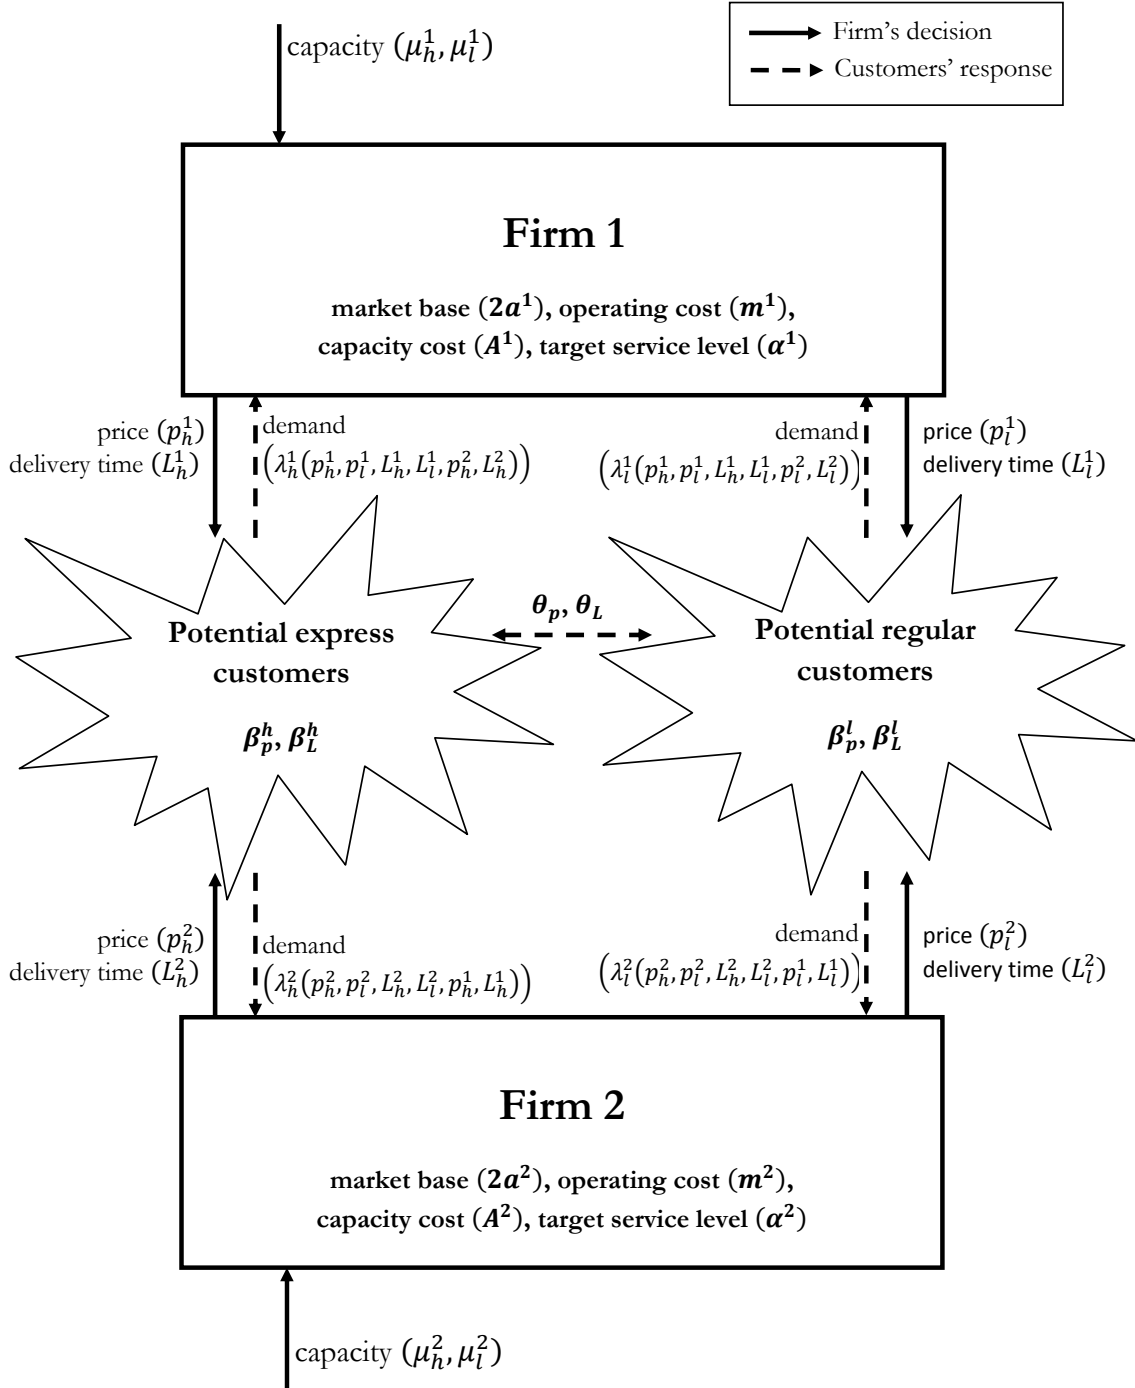 capacity (μ_h^1, μ_l^1)
Firm's decision
Customers' response
Firm 1
market base (2a^1), operating cost (m^1),
capacity cost (A^1), target service level (α^1)
price (p_h^1)
delivery time (L_h^1)
demand
(λ_h^1(p_h^1, p_l^1, L_h^1, L_l^1, p_h^2, L_h^2))
demand
(λ_l^1(p_h^1, p_l^1, L_h^1, L_l^1, p_l^2, L_l^2))
price (p_l^1)
delivery time (L_l^1)
Potential express
customers
β_p^h, β_L^h
θ_p, θ_L
Potential regular
customers
β_p^l, β_L^l
price (p_h^2)
delivery time (L_h^2)
demand
(λ_h^2(p_h^2, p_l^2, L_h^2, L_l^2, p_h^1, L_h^1))
demand
(λ_l^2(p_h^2, p_l^2, L_h^2, L_l^2, p_l^1, L_l^1))
price (p_l^2)
delivery time (L_l^2)
Firm 2
market base (2a^2), operating cost (m^2),
capacity cost (A^2), target service level (α^2)
capacity (μ_h^2, μ_l^2)